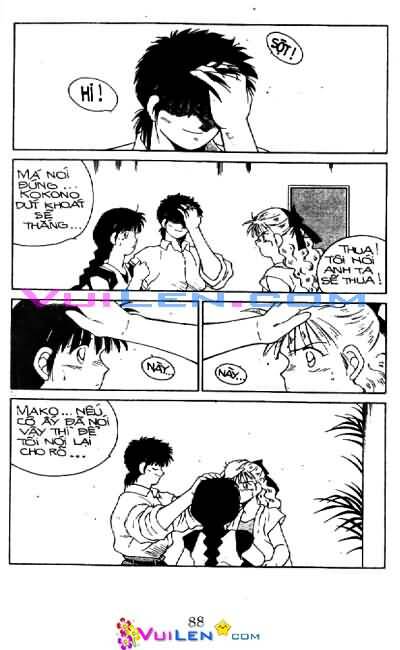 SỘT!
HÌ!
MÁ NÓI
ĐÚNG...
KOKONO
DỨT KHOÁT
SẼ
THẮNG...
THUA!
TÔI NÓI
ANH TA
SẼ THUA!
VUILEN.COM
NÀY...
NÀY...
MAKO... NẾU
CÔ ẤY ĐÃ NÓI
VẬY THÌ ĐỂ
TÔI NÓI LẠI
CHO RÕ...
88
VUILEN.COM